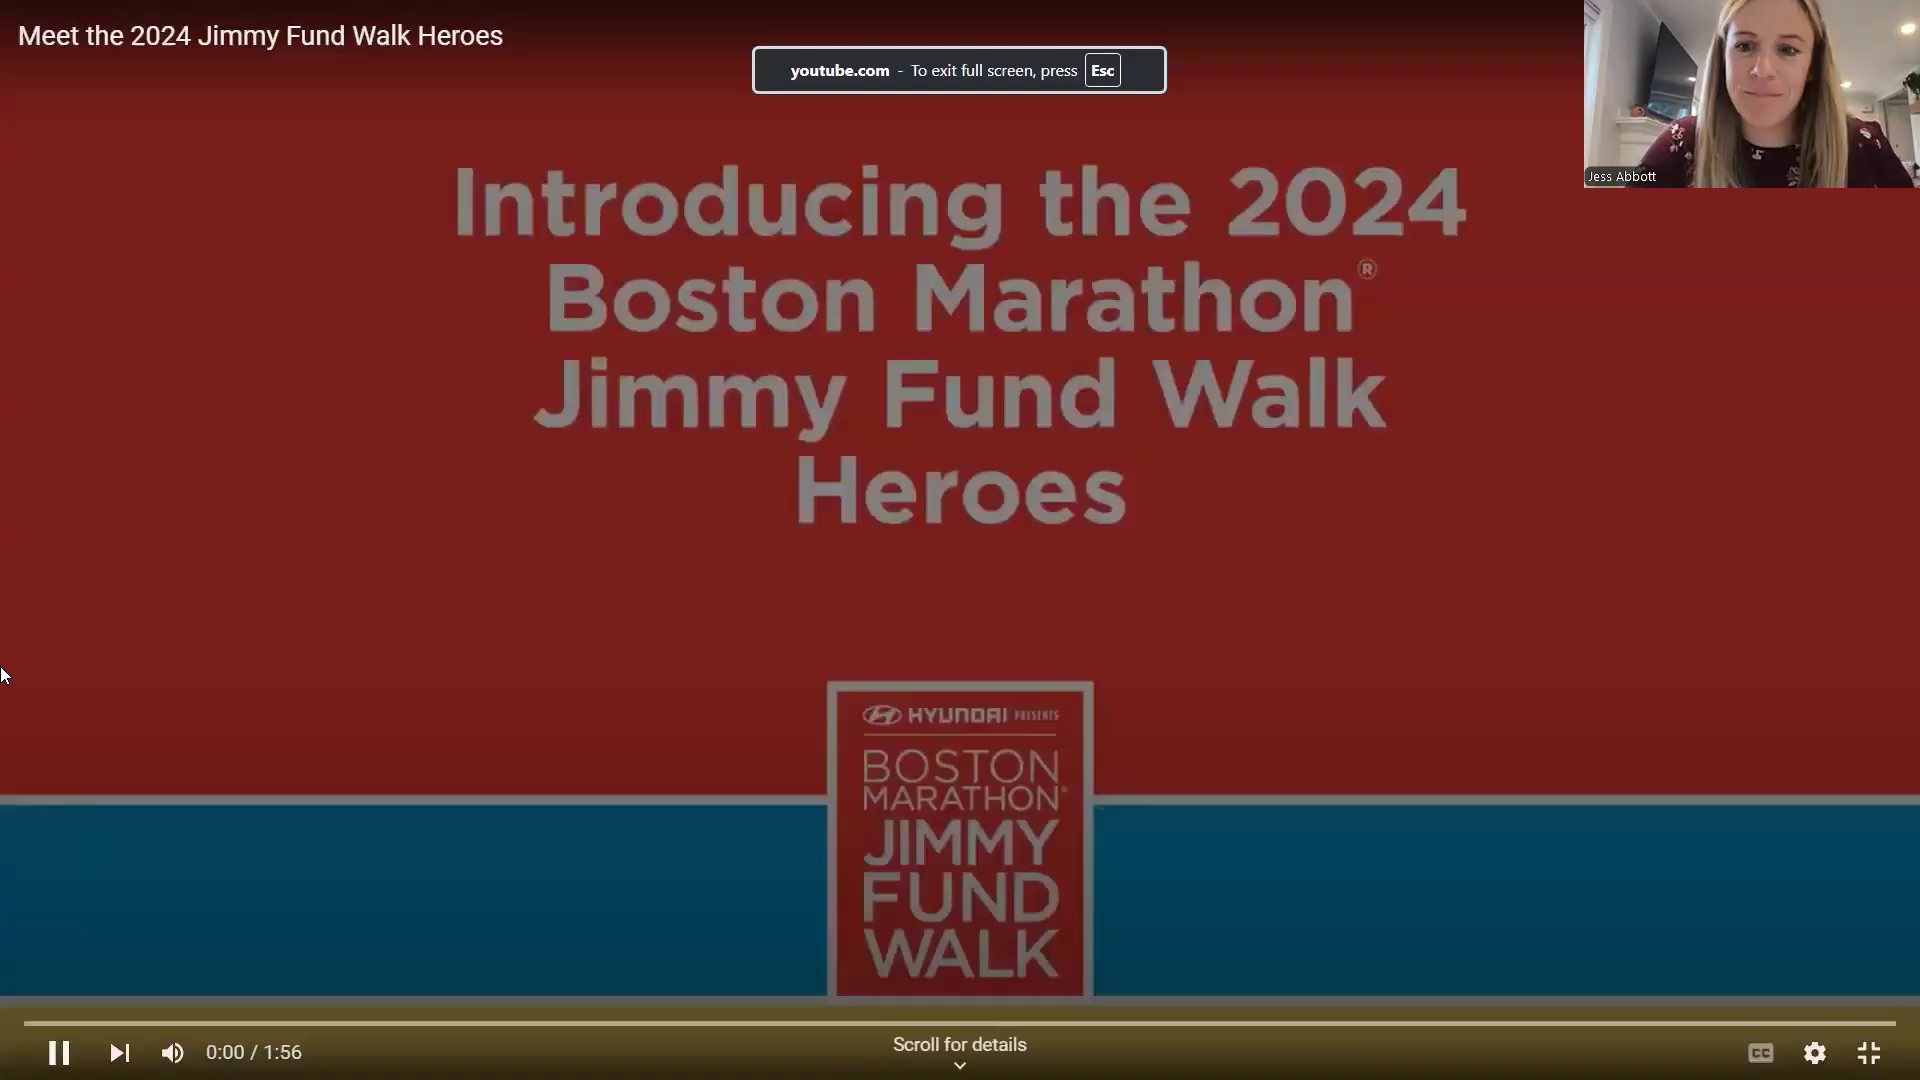 Meet the 2024 Jimmy Fund Walk Heroes
youtube.com - To exit full screen, press Esc
Jess Abbott
Introducing the 2024
Boston Marathon®
Jimmy Fund Walk
Heroes
HYUNDAI PRESENTS
BOSTON
MARATHON®
JIMMY
FUND
WALK
0:00 / 1:56
Scroll for details
CC